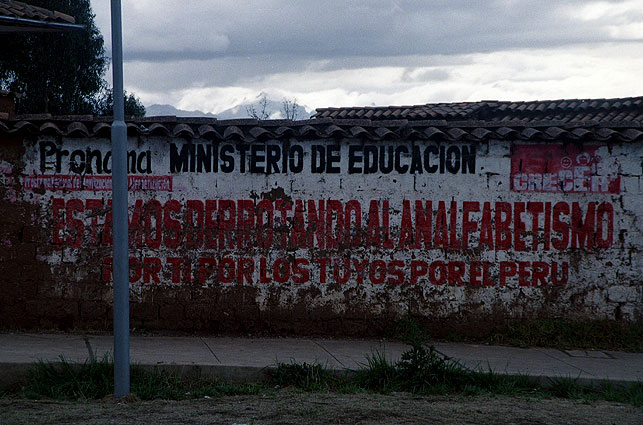 Pronama MINISTERIO DE EDUCACION
CRECER
ESTAMOS DERROTANDO AL ANALFABETISMO
POR TI POR LOS TUYOS POR EL PERU